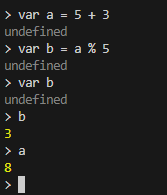 > var a = 5 + 3
undefined
> var b = a % 5
undefined
> var b
undefined
> b
3
> a
8
>